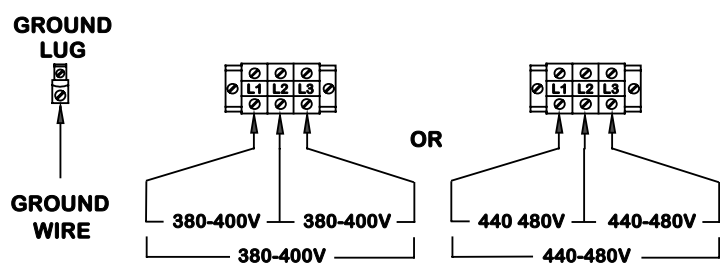 GROUND
LUG
L1 L2 L3
L1 L2 L3
OR
GROUND
WIRE
380-400V 380-400V
440 480V 440-480V
380-400V
440-480V